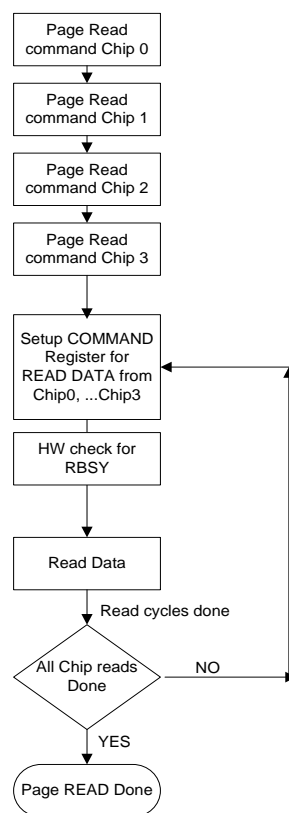 Page Read
command Chip 0
Page Read
command Chip 1
Page Read
command Chip 2
Page Read
command Chip 3
Setup COMMAND
Register for
READ DATA from
Chip0, ...Chip3
HW check for
RBSY
Read Data
Read cycles done
All Chip reads
Done
NO
YES
Page READ Done